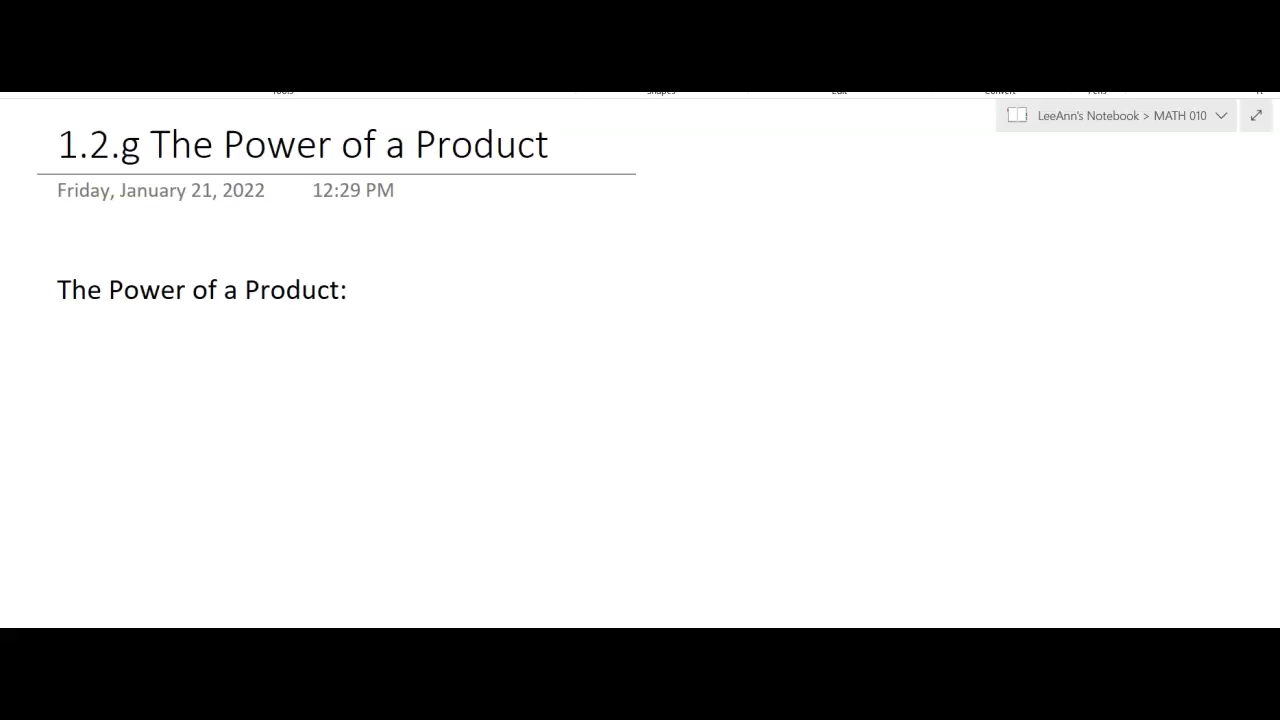 LeeAnn's Notebook > MATH 010
1.2.g The Power of a Product
Friday, January 21, 2022 12:29 PM
The Power of a Product: